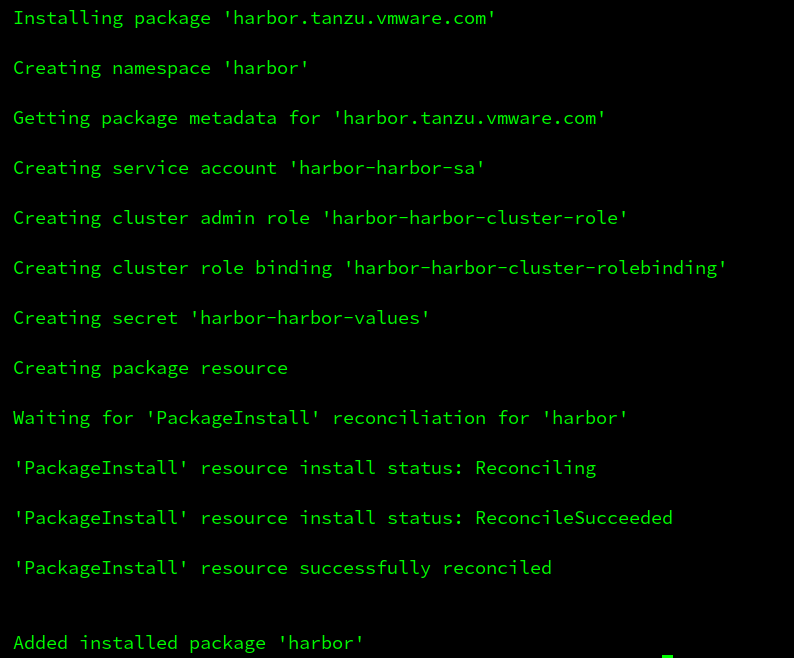 Installing package 'harbor.tanzu.vmware.com'
Creating namespace 'harbor'
Getting package metadata for 'harbor.tanzu.vmware.com'
Creating service account 'harbor-harbor-sa'
Creating cluster admin role 'harbor-harbor-cluster-role'
Creating cluster role binding 'harbor-harbor-cluster-rolebinding'
Creating secret 'harbor-harbor-values'
Creating package resource
Waiting for 'PackageInstall' reconciliation for 'harbor'
'PackageInstall' resource install status: Reconciling
'PackageInstall' resource install status: ReconcileSucceeded
'PackageInstall' resource successfully reconciled
Added installed package 'harbor'